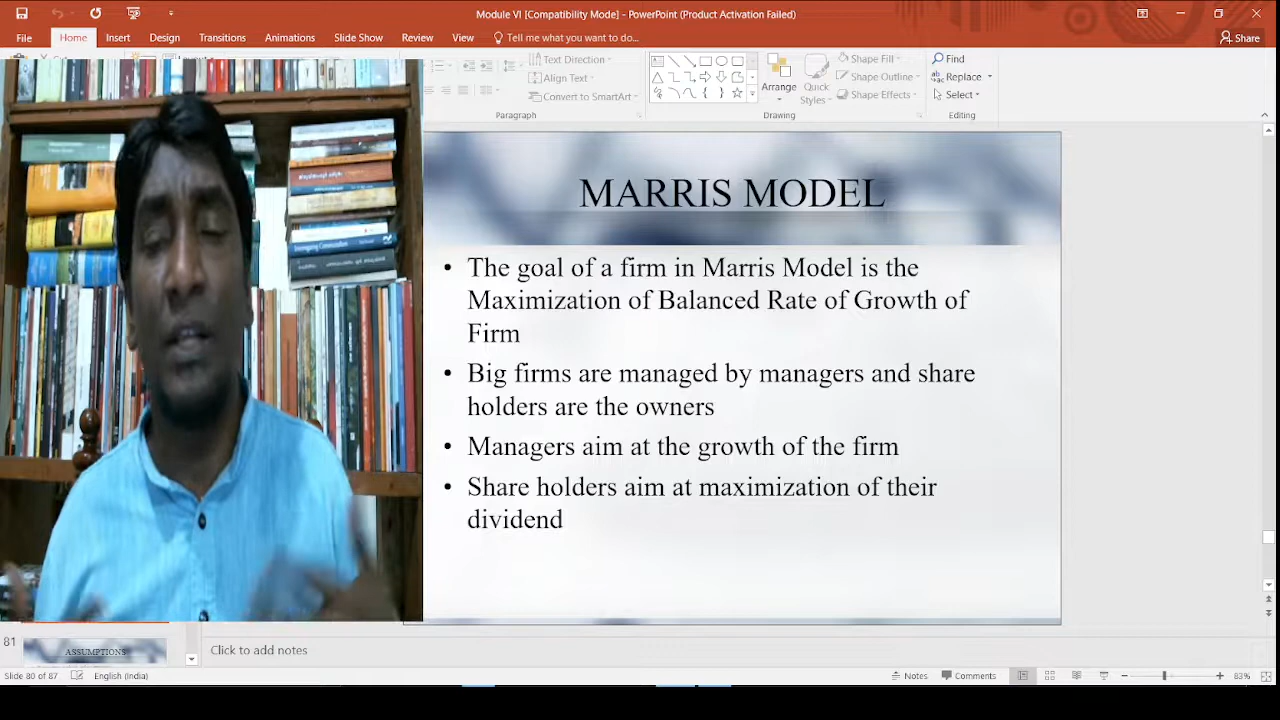 Module VI [Compatibility Mode] - PowerPoint (Product Activation Failed)
File Home Insert Design Transitions Animations Slide Show Review View Tell me what you want to do... Share
Text Direction
Align Text
Convert to SmartArt
Paragraph
Arrange
Quick
Styles
Shape Fill
Shape Outline
Shape Effects
Drawing
Find
Replace
Select
Editing
MARRIS MODEL
• The goal of a firm in Marris Model is the
Maximization of Balanced Rate of Growth of
Firm
• Big firms are managed by managers and share
holders are the owners
• Managers aim at the growth of the firm
• Share holders aim at maximization of their
dividend
81
ASSUMPTIONS
Click to add notes
Slide 80 of 87 English (India) Notes Comments 83%